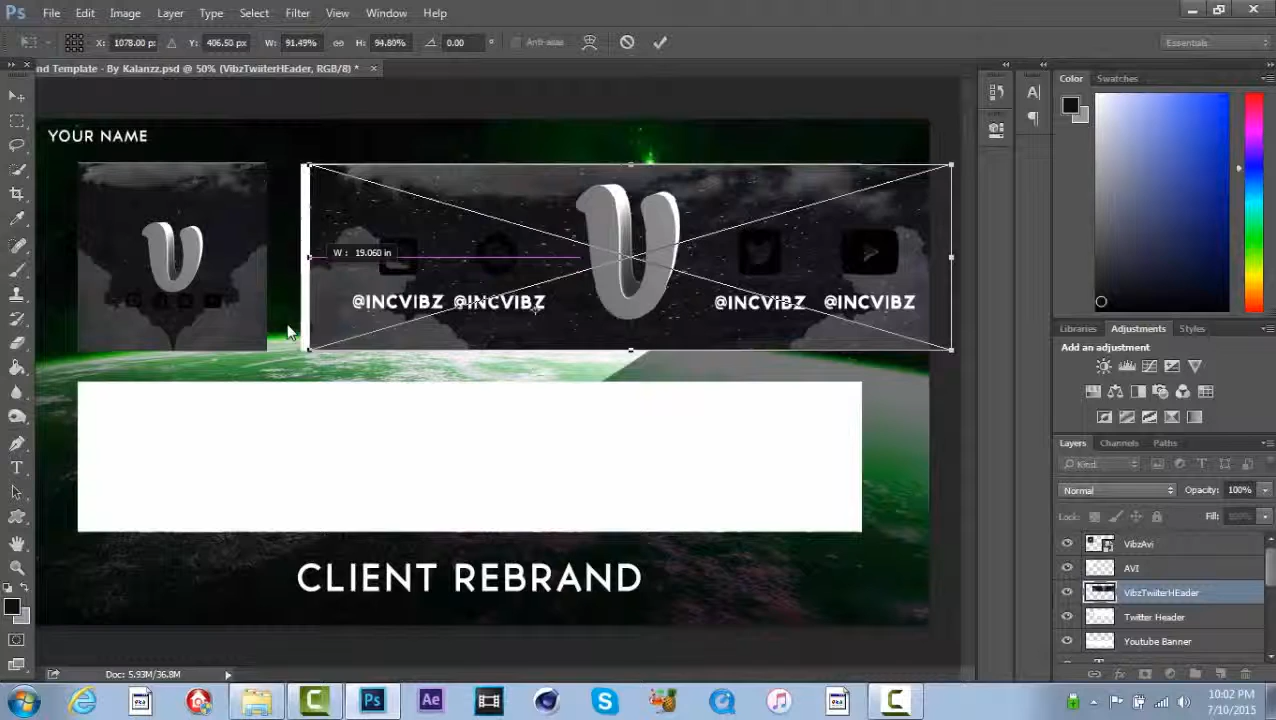 Ps File Edit Image Layer Type Select Filter View Window Help
X: 1078.00 px Y: 406.50 px W: 91.49% H: 94.80% 0.00 ° Anti-alias Essentials
nd Template - By Kalanzz.psd @ 50% (VibzTwiiterHEader, RGB/8) * ×
Color Swatches
YOUR NAME
W : 19.060 in
@INCVIBZ @INCVIBZ @INCVIBZ @INCVIBZ
Libraries Adjustments Styles
Add an adjustment
CLIENT REBRAND
Layers Channels Paths
Kind
Normal Opacity: 100%
Lock: Fill: 100%
VibzAvi
AVI
VibzTwiiterHEader
Twitter Header
Youtube Banner
Doc: 5.93M/36.8M
Ps Ae
10:02 PM
7/10/2015